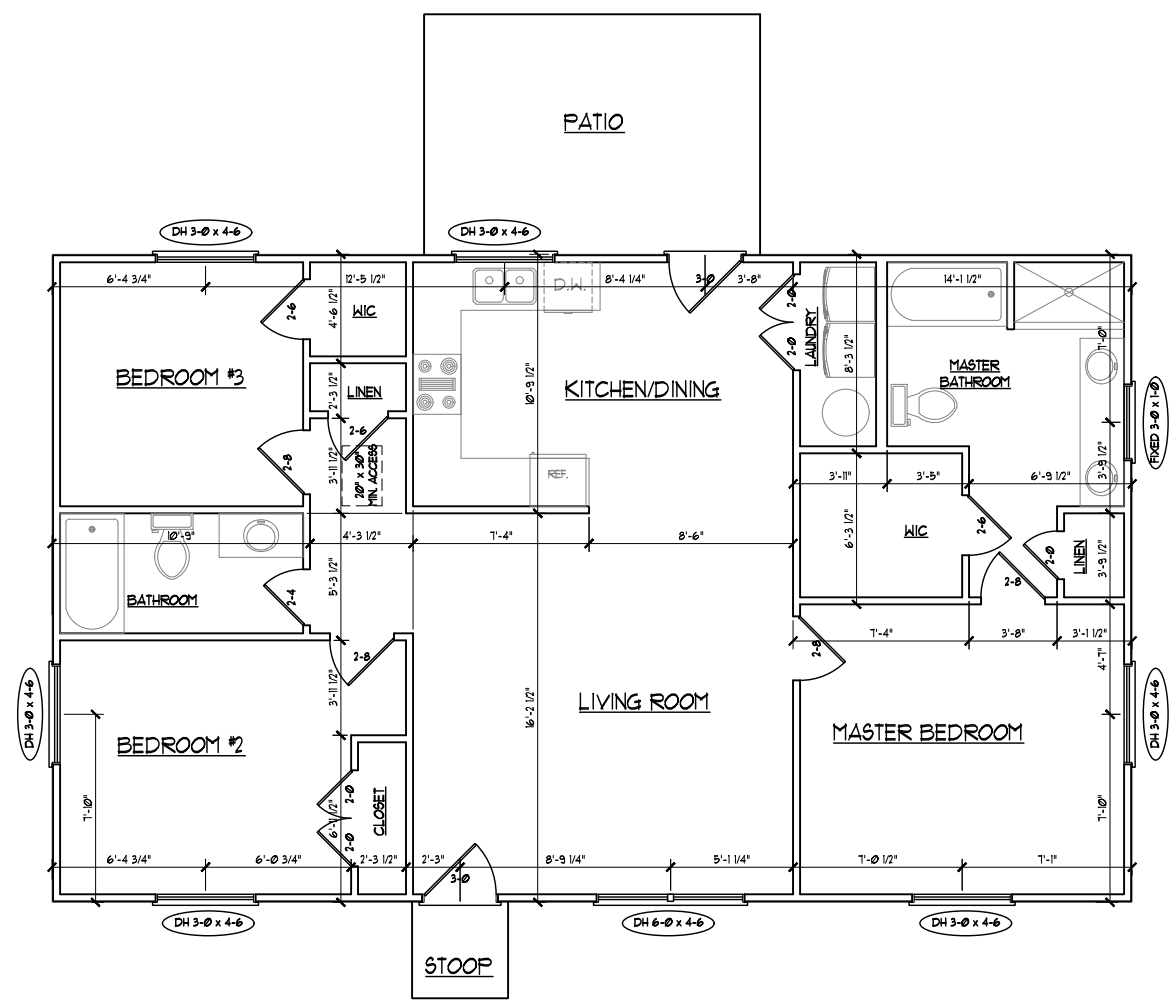 PATIO
DH 3-0 x 4-6
DH 3-0 x 4-6
6'-4 3/4"
12'-5 1/2"
8'-4 1/4"
3-0
3'-8"
14'-1 1/2"
D.W.
2-6
4'-6 1/2"
WIC
2-0
2-0
LAUNDRY
8'-3 1/2"
7'-0"
BEDROOM #3
2'-3 1/2"
LINEN
10'-9 1/2"
KITCHEN/DINING
MASTER
BATHROOM
FIXED 3-0 x 1-0
2-6
2-8
3'-11 1/2"
20" x 30"
MIN. ACCESS
REF.
3'-11"
3'-5"
6'-9 1/2"
3'-9 1/2"
10'-9"
4'-3 1/2"
7'-4"
8'-6"
6'-3 1/2"
WIC
2-6
2-0
LINEN
3'-9 1/2"
BATHROOM
2-4
5'-3 1/2"
2-8
7'-4"
3'-8"
3'-1 1/2"
2-8
2-8
4'-7"
DH 3-0 x 4-6
3'-11 1/2"
16'-2 1/2"
LIVING ROOM
MASTER BEDROOM
DH 3-0 x 4-6
BEDROOM #2
7'-10"
2-0
6'-11 1/2"
2-0
CLOSET
7'-10"
6'-4 3/4"
6'-0 3/4"
2'-3 1/2"
2'-3"
3-0
8'-9 1/4"
5'-1 1/4"
7'-0 1/2"
7'-1"
DH 3-0 x 4-6
DH 6-0 x 4-6
DH 3-0 x 4-6
STOOP